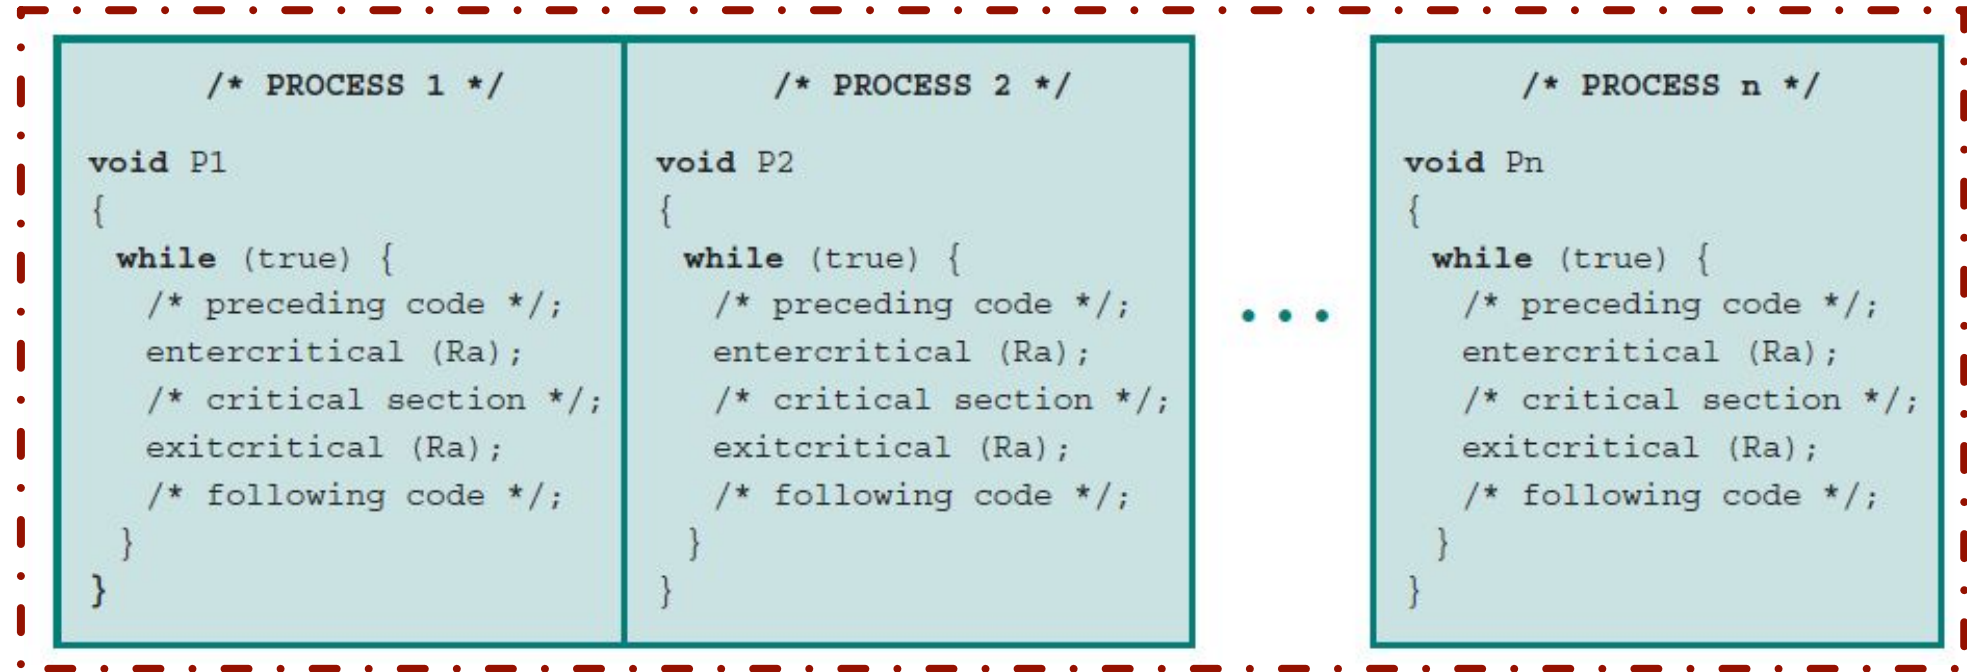 /* PROCESS 1 */
void P1
{
while (true) {
/* preceding code */;
entercritical (Ra);
/* critical section */;
exitcritical (Ra);
/* following code */;
}
}
/* PROCESS 2 */
void P2
{
while (true) {
/* preceding code */;
entercritical (Ra);
/* critical section */;
exitcritical (Ra);
/* following code */;
}
}
• • •
/* PROCESS n */
void Pn
{
while (true) {
/* preceding code */;
entercritical (Ra);
/* critical section */;
exitcritical (Ra);
/* following code */;
}
}